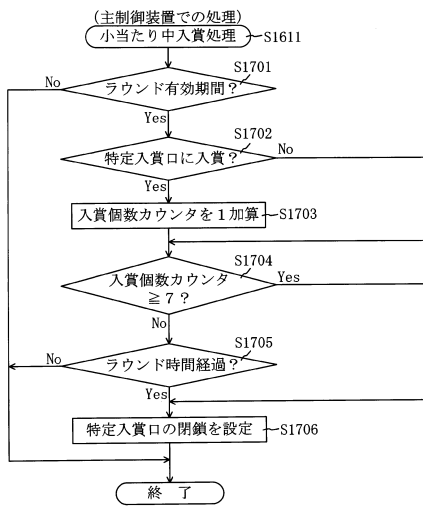 (主制御装置での処理)
小当たり中入賞処理
S1611
S1701
No
ラウンド有効期間？
Yes
S1702
特定入賞口に入賞？
No
Yes
入賞個数カウンタを１加算
S1703
S1704
入賞個数カウンタ
≧７？
Yes
No
S1705
No
ラウンド時間経過？
Yes
特定入賞口の閉鎖を設定
S1706
終 了